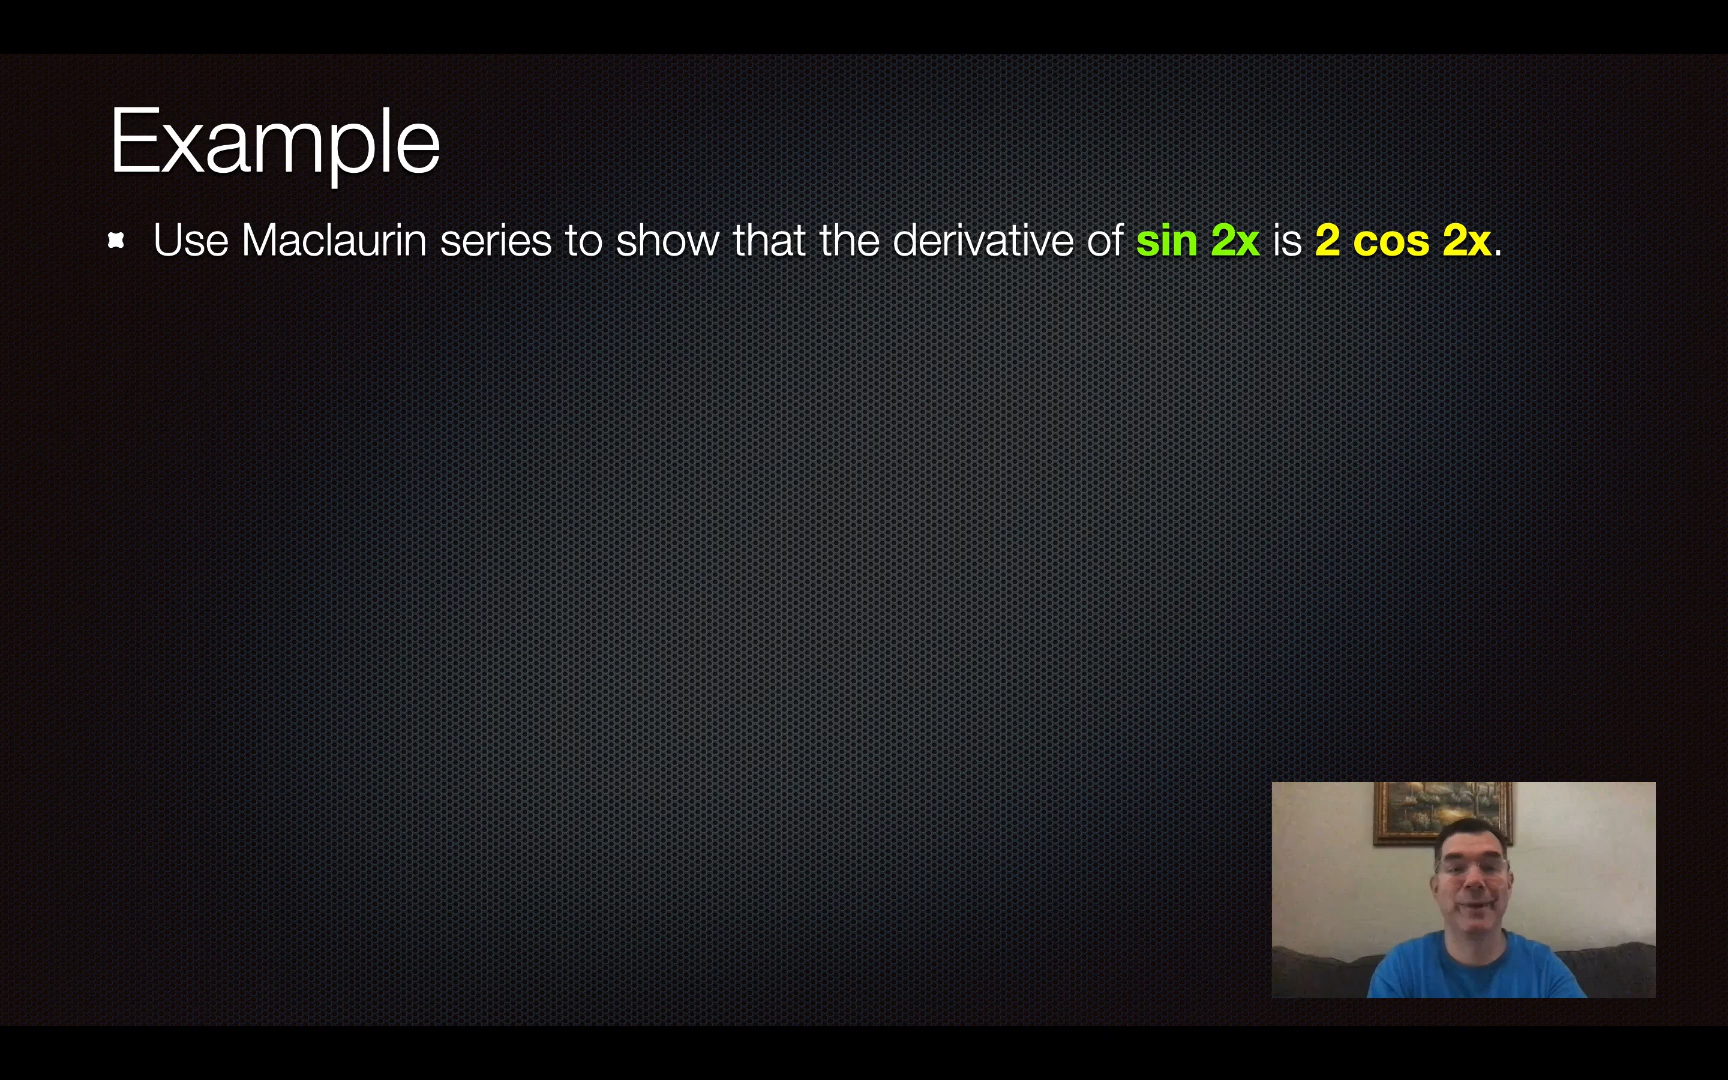 Example
Use Maclaurin series to show that the derivative of sin 2x is 2 cos 2x.